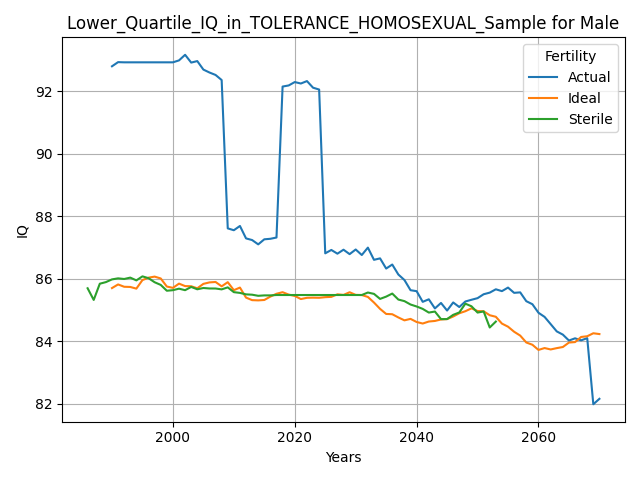 Lower_Quartile_IQ_in_TOLERANCE_HOMOSEXUAL_Sample for Male
Fertility
Actual
Ideal
Sterile
92
90
88
86
84
82
IQ
2000
2020
2040
2060
Years